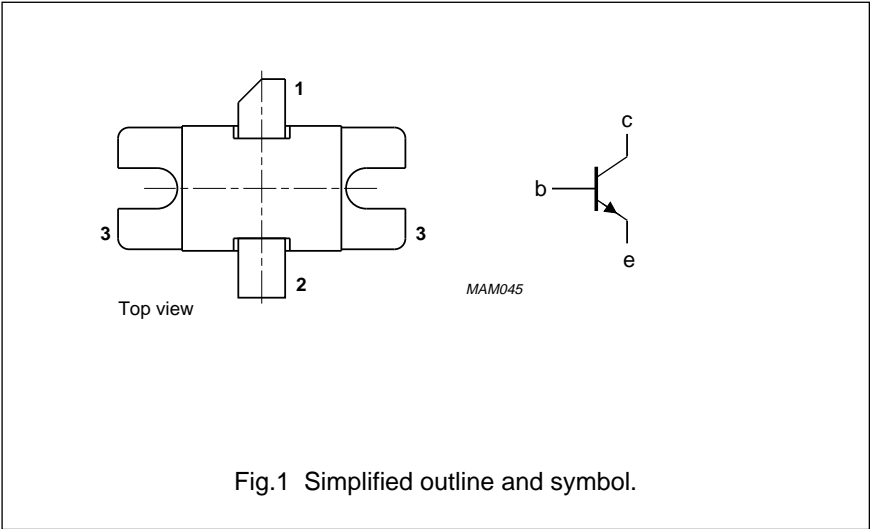 1
c
b
3
3
e
2
MAM045
Top view
Fig.1 Simplified outline and symbol.